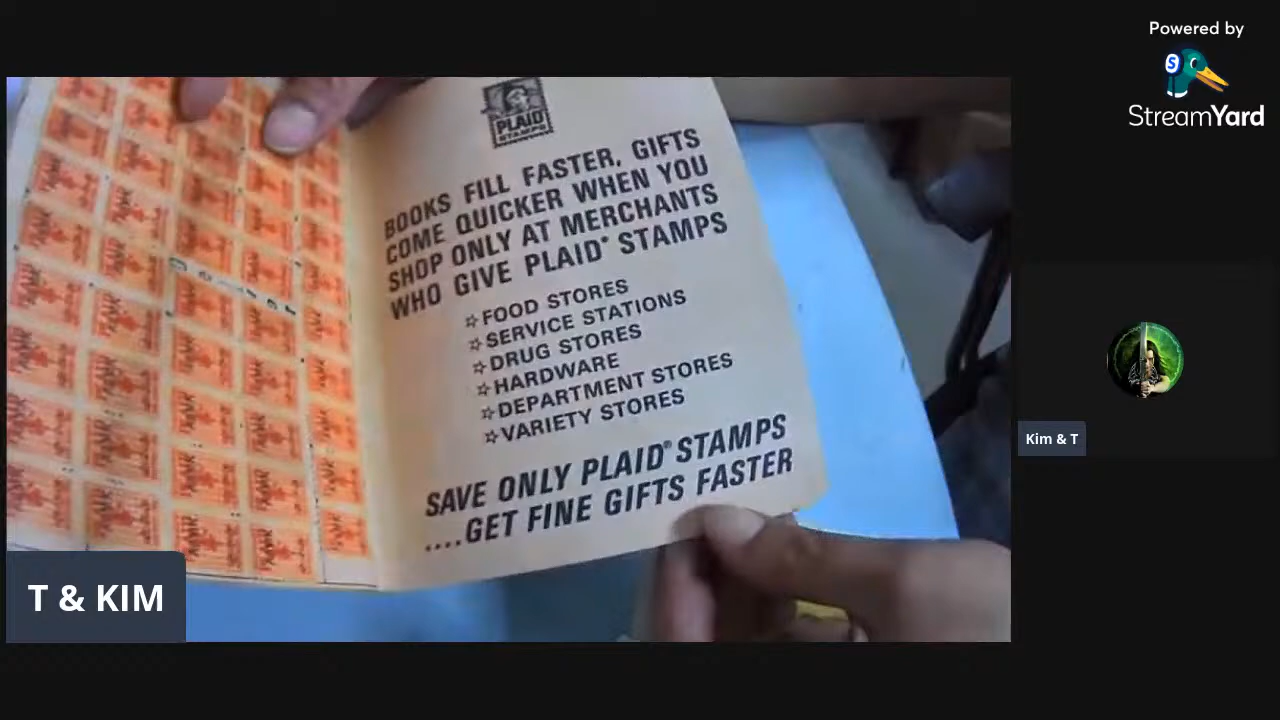 Powered by
S
StreamYard
PLAID
STAMPS
BOOKS FILL FASTER, GIFTS
COME QUICKER WHEN YOU
SHOP ONLY AT MERCHANTS
WHO GIVE PLAID® STAMPS
☆FOOD STORES
☆SERVICE STATIONS
☆DRUG STORES
☆HARDWARE
☆DEPARTMENT STORES
☆VARIETY STORES
SAVE ONLY PLAID® STAMPS
....GET FINE GIFTS FASTER
Kim & T
T & KIM